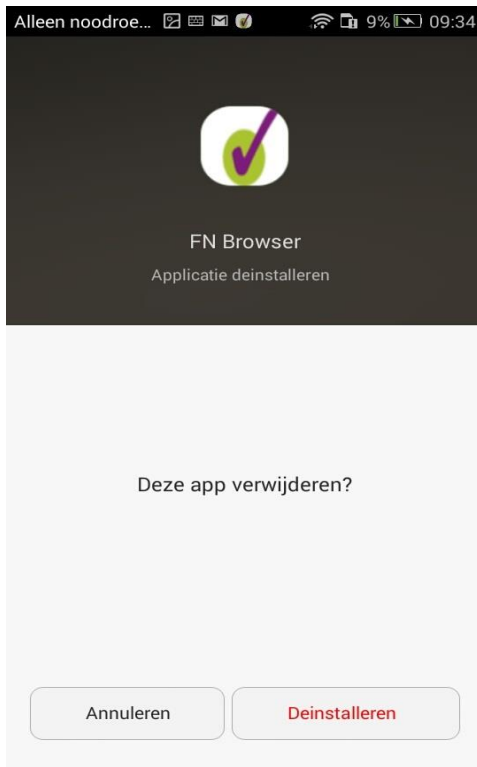 Alleen noodroe... 9% 09:34
FN Browser
Applicatie deinstalleren
Deze app verwijderen?
Annuleren Deinstalleren